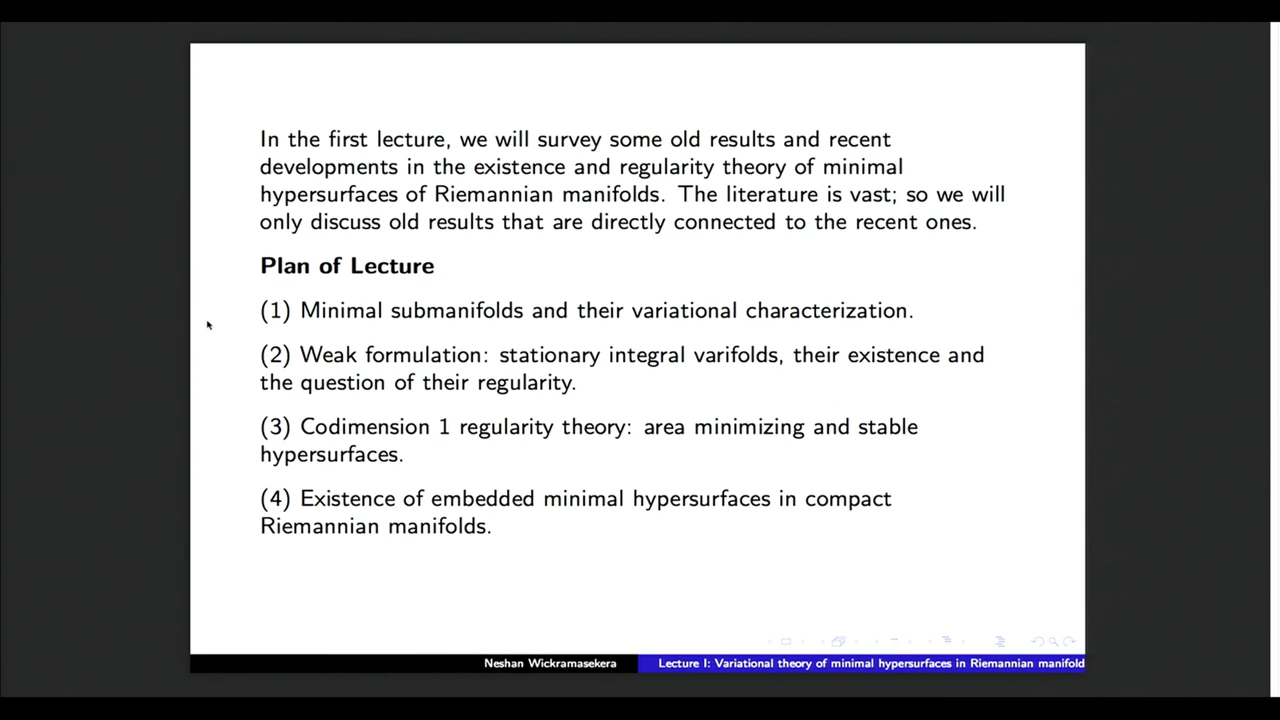 In the first lecture, we will survey some old results and recent
developments in the existence and regularity theory of minimal
hypersurfaces of Riemannian manifolds. The literature is vast; so we will
only discuss old results that are directly connected to the recent ones.
Plan of Lecture
(1) Minimal submanifolds and their variational characterization.
(2) Weak formulation: stationary integral varifolds, their existence and
the question of their regularity.
(3) Codimension 1 regularity theory: area minimizing and stable
hypersurfaces.
(4) Existence of embedded minimal hypersurfaces in compact
Riemannian manifolds.
Neshan Wickramasekera
Lecture I: Variational theory of minimal hypersurfaces in Riemannian manifold